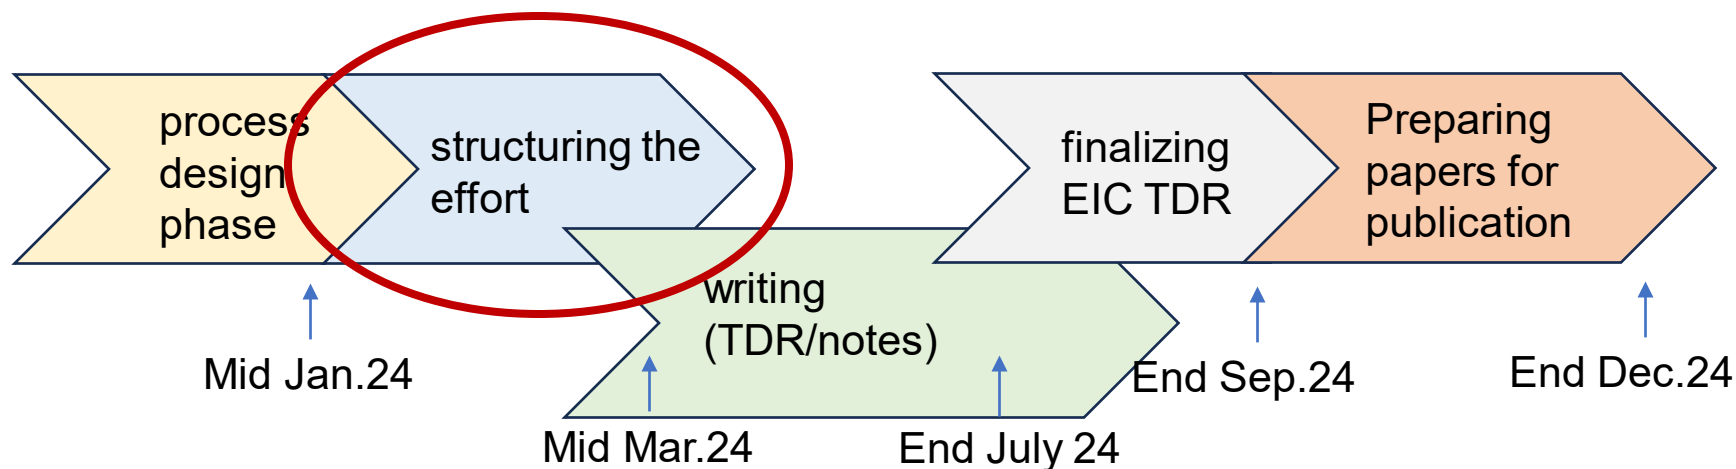 process
design
phase
structuring the
effort
writing
(TDR/notes)
finalizing
EIC TDR
Preparing
papers for
publication
Mid Jan.24
Mid Mar.24
End July 24
End Sep.24
End Dec.24